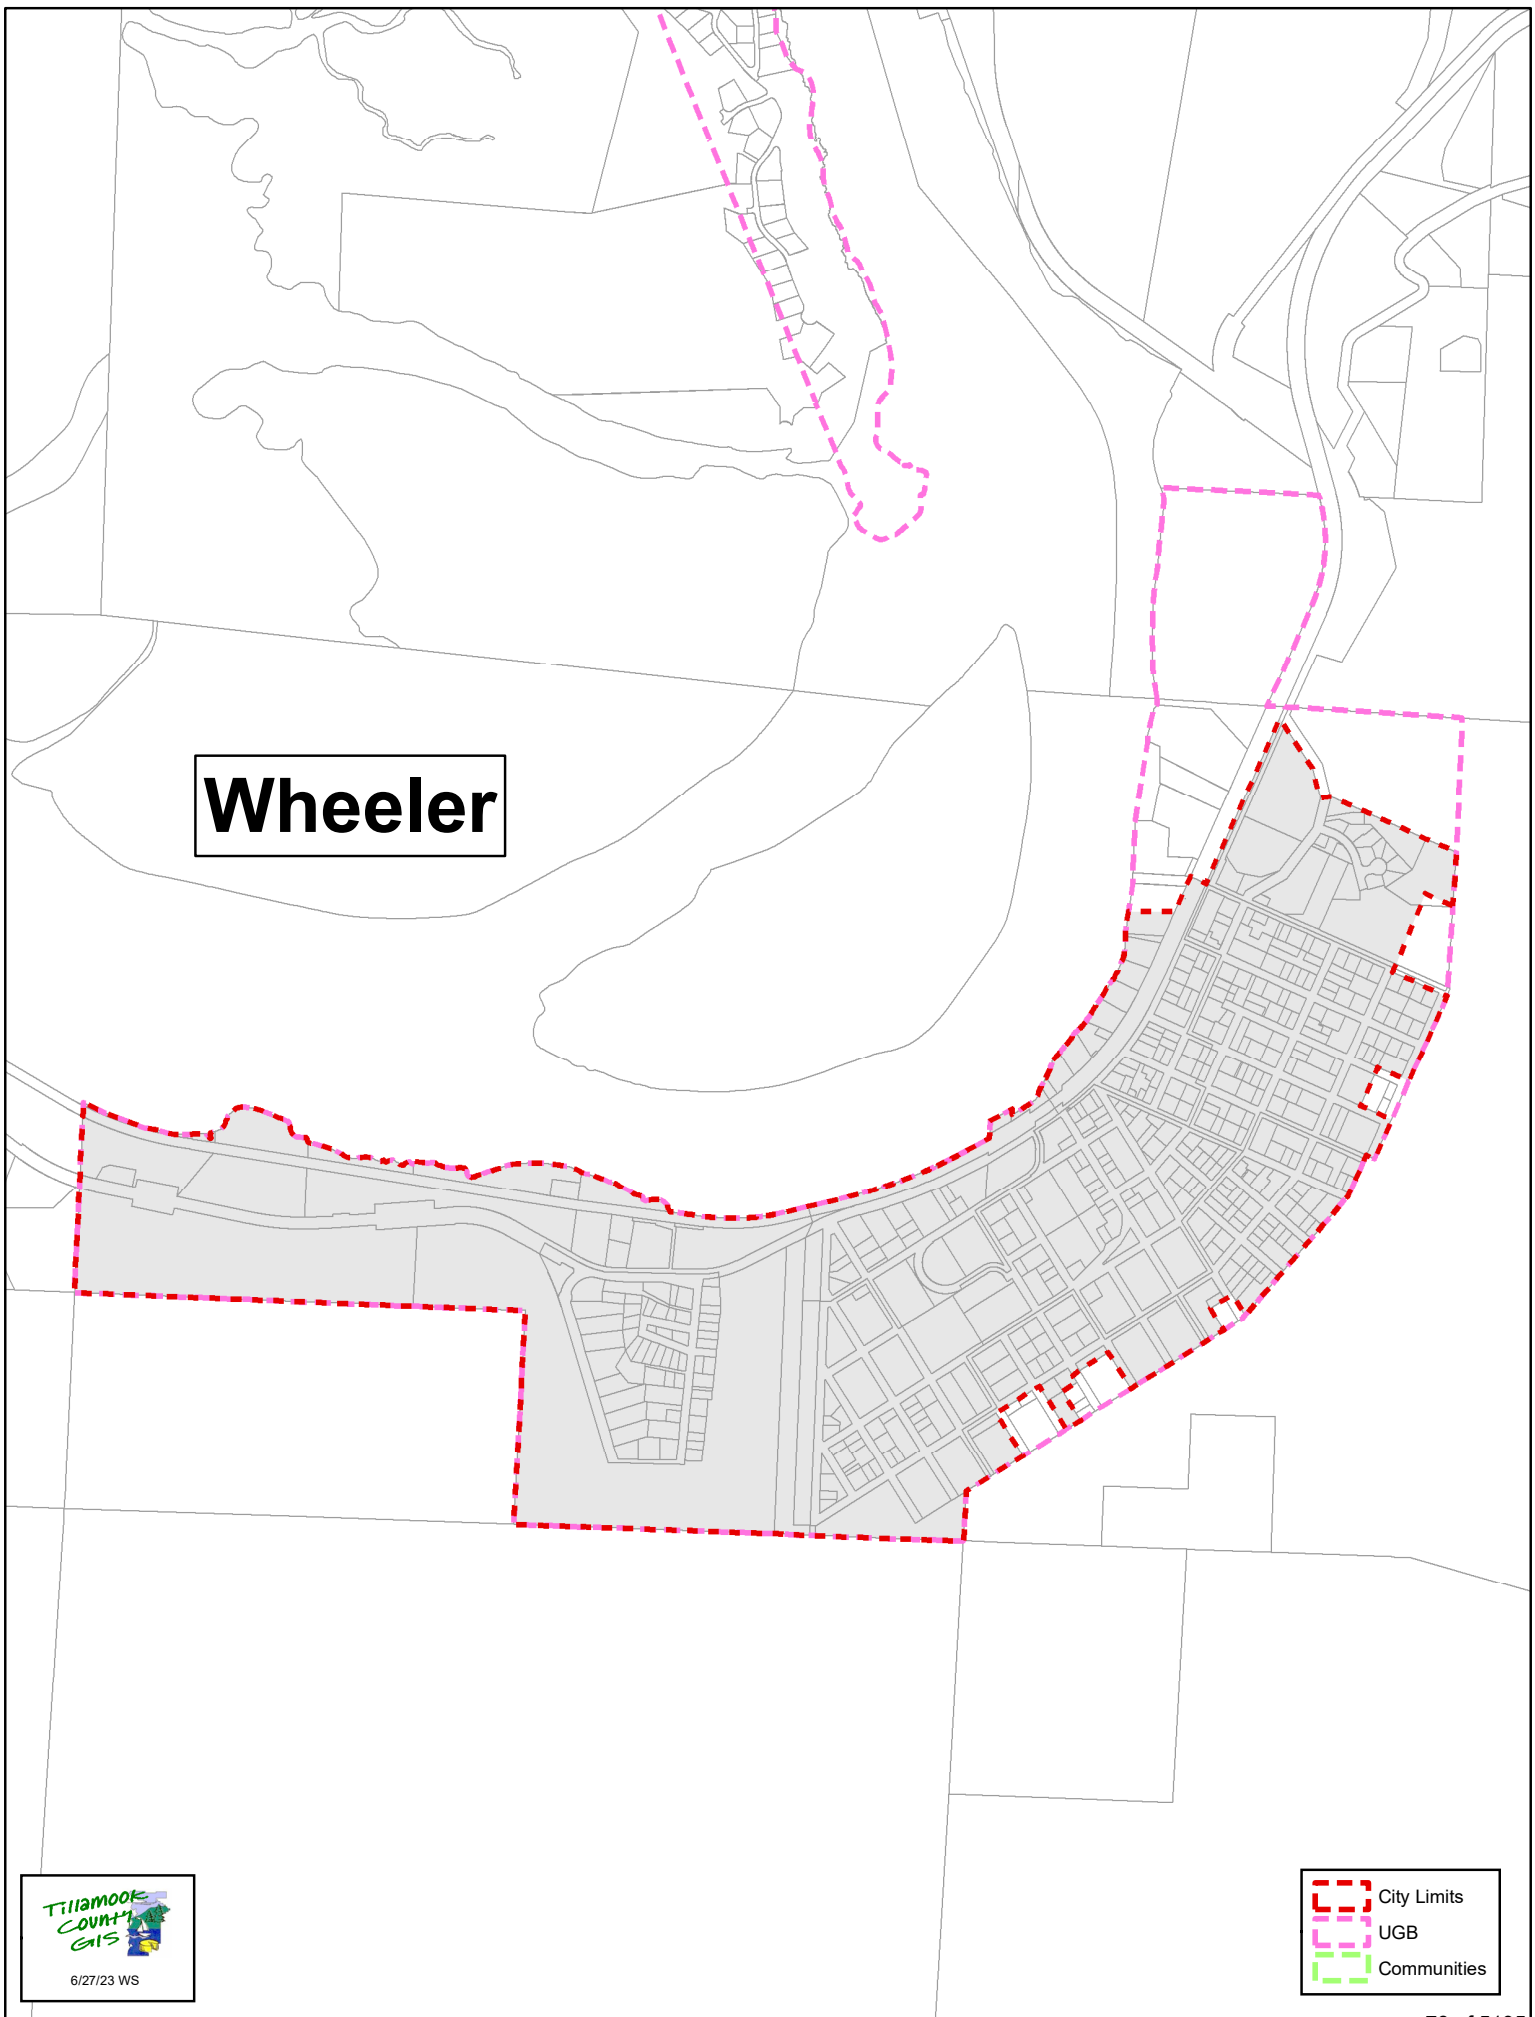 Wheeler
Tillamook
County
GIS
6/27/23 WS
City Limits
UGB
Communities